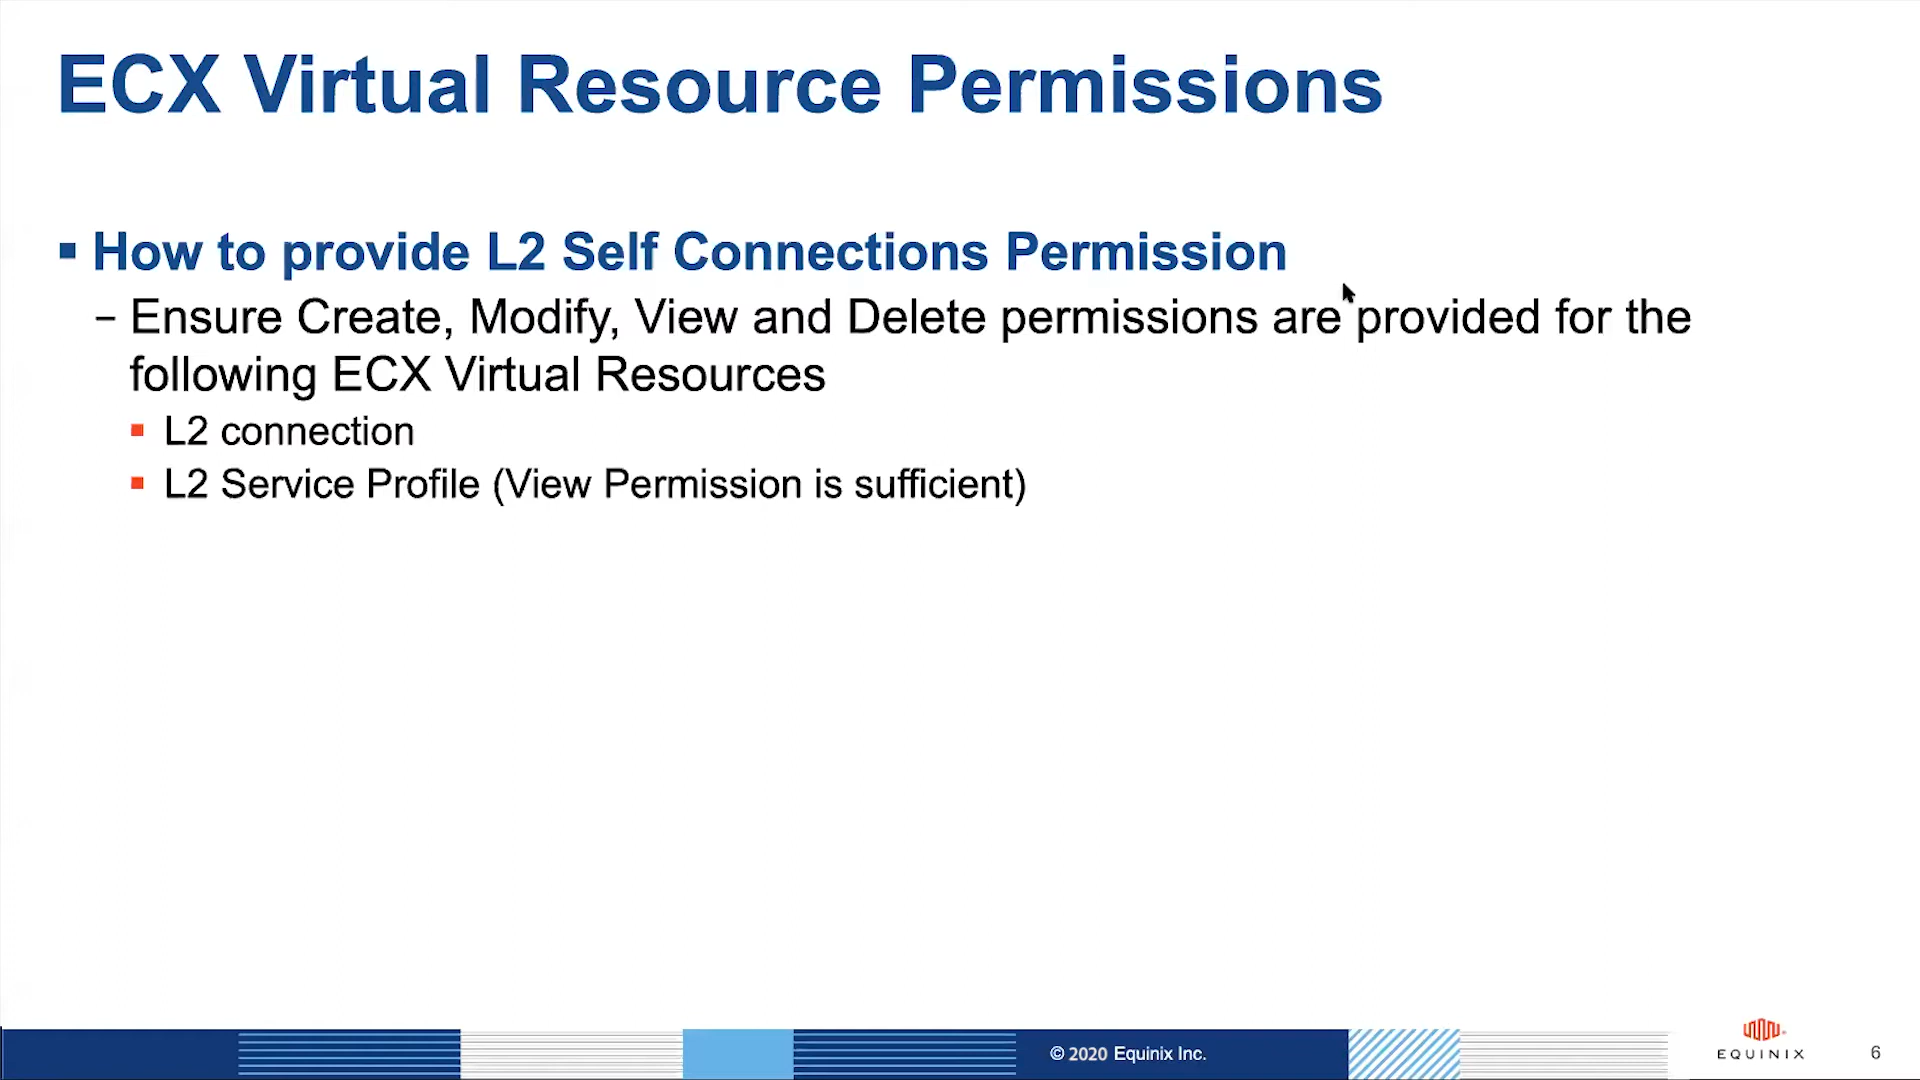 ECX Virtual Resource Permissions
▪ How to provide L2 Self Connections Permission
– Ensure Create, Modify, View and Delete permissions are provided for the
following ECX Virtual Resources
▪ L2 connection
▪ L2 Service Profile (View Permission is sufficient)
© 2020 Equinix Inc.
EQUINIX
6